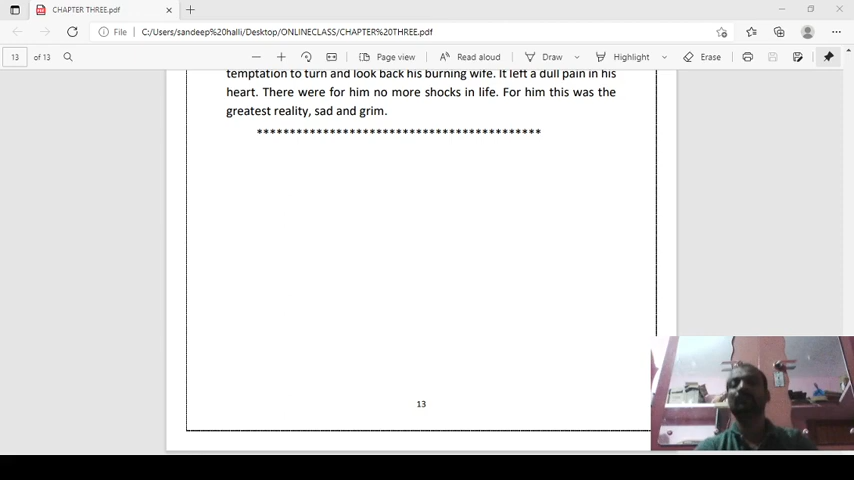 CHAPTER THREE.pdf
File
C:/Users/sandeep%20halli/Desktop/ONLINECLASS/CHAPTER%20THREE.pdf
13 of 13
Page view
Read aloud
Draw
Highlight
Erase
temptation to turn and look back his burning wife. It left a dull pain in his
heart. There were for him no more shocks in life. For him this was the
greatest reality, sad and grim.
*******************************************
13